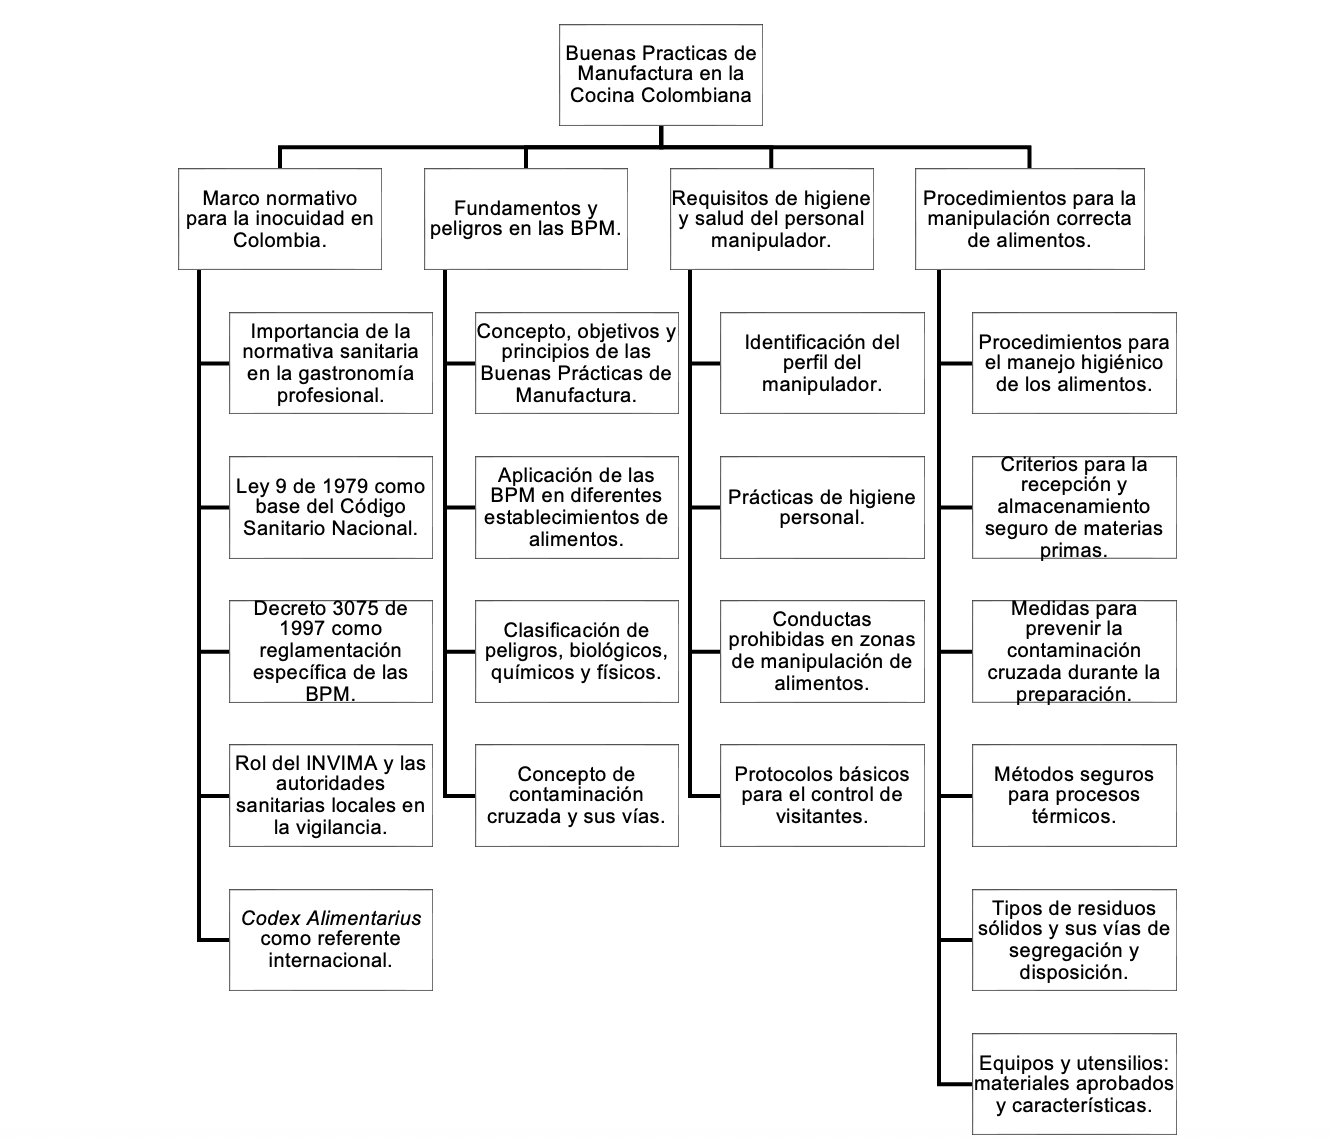 Buenas Practicas de
Manufactura en la
Cocina Colombiana
Marco normativo
para la inocuidad en
Colombia.
Importancia de la
normativa sanitaria
en la gastronomía
profesional.
Ley 9 de 1979 como
base del Código
Sanitario Nacional.
Decreto 3075 de
1997 como
reglamentación
específica de las
BPM.
Rol del INVIMA y las
autoridades
sanitarias locales en
la vigilancia.
Codex Alimentarius
como referente
internacional.
Fundamentos y
peligros en las BPM.
Concepto, objetivos y
principios de las
Buenas Prácticas de
Manufactura.
Aplicación de las
BPM en diferentes
establecimientos de
alimentos.
Clasificación de
peligros, biológicos,
químicos y físicos.
Concepto de
contaminación
cruzada y sus vías.
Requisitos de higiene
y salud del personal
manipulador.
Identificación del
perfil del
manipulador.
Prácticas de higiene
personal.
Conductas
prohibidas en zonas
de manipulación de
alimentos.
Protocolos básicos
para el control de
visitantes.
Procedimientos para la
manipulación correcta
de alimentos.
Procedimientos para
el manejo higiénico
de los alimentos.
Criterios para la
recepción y
almacenamiento
seguro de materias
primas.
Medidas para
prevenir la
contaminación
cruzada durante la
preparación.
Métodos seguros
para procesos
térmicos.
Tipos de residuos
sólidos y sus vías de
segregación y
disposición.
Equipos y utensilios:
materiales aprobados
y características.